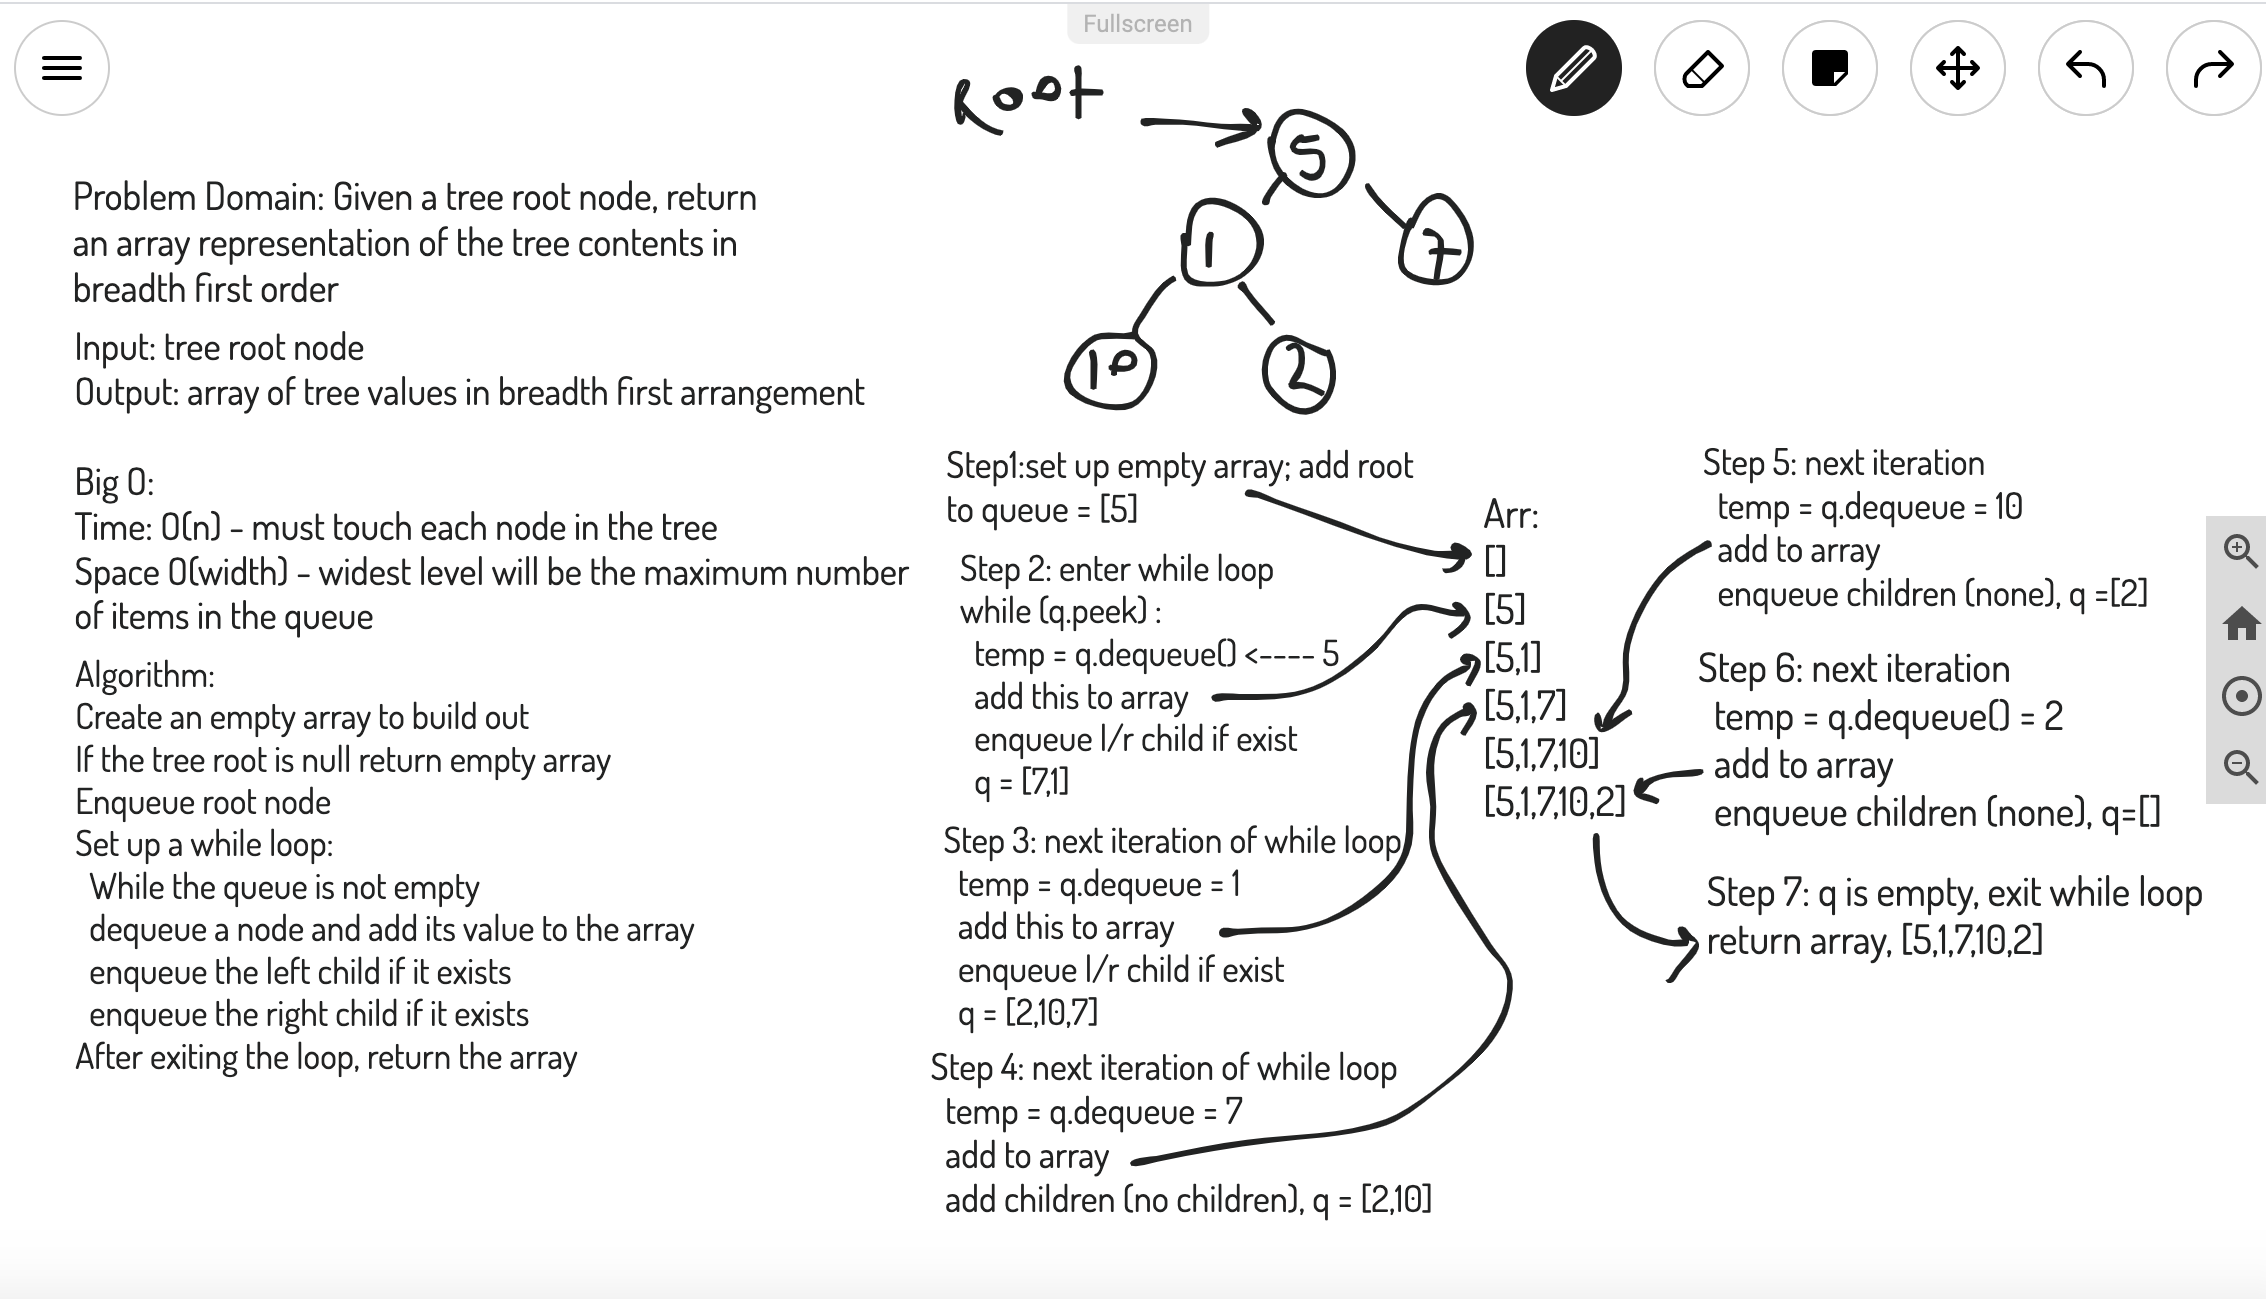 Fullscreen
Root
5
1
7
10
2
Problem Domain: Given a tree root node, return
an array representation of the tree contents in
breadth first order
Input: tree root node
Output: array of tree values in breadth first arrangement
Big O:
Time: O(n) - must touch each node in the tree
Space O(width) - widest level will be the maximum number
of items in the queue
Algorithm:
Create an empty array to build out
If the tree root is null return empty array
Enqueue root node
Set up a while loop:
While the queue is not empty
dequeue a node and add its value to the array
enqueue the left child if it exists
enqueue the right child if it exists
After exiting the loop, return the array
Step1:set up empty array; add root
to queue = [5]
Step 2: enter while loop
while (q.peek) :
temp = q.dequeue() <---- 5
add this to array
enqueue l/r child if exist
q = [7,1]
Step 3: next iteration of while loop
temp = q.dequeue = 1
add this to array
enqueue l/r child if exist
q = [2,10,7]
Step 4: next iteration of while loop
temp = q.dequeue = 7
add to array
add children (no children), q = [2,10]
Arr:
[]
[5]
[5,1]
[5,1,7]
[5,1,7,10]
[5,1,7,10,2]
Step 5: next iteration
temp = q.dequeue = 10
add to array
enqueue children (none), q =[2]
Step 6: next iteration
temp = q.dequeue() = 2
add to array
enqueue children (none), q=[]
Step 7: q is empty, exit while loop
return array, [5,1,7,10,2]